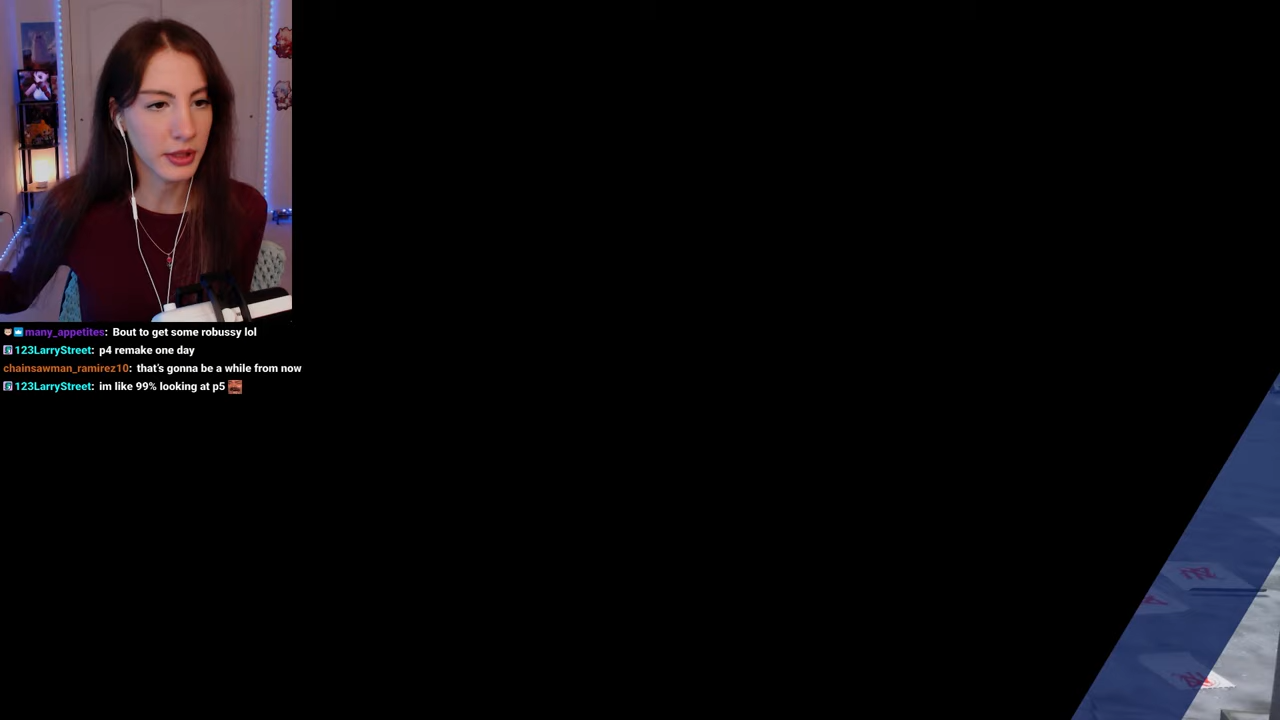 many_appetites: Bout to get some robussy lol
123LarryStreet: p4 remake one day
chainsawman_ramirez10: that's gonna be a while from now
123LarryStreet: im like 99% looking at p5